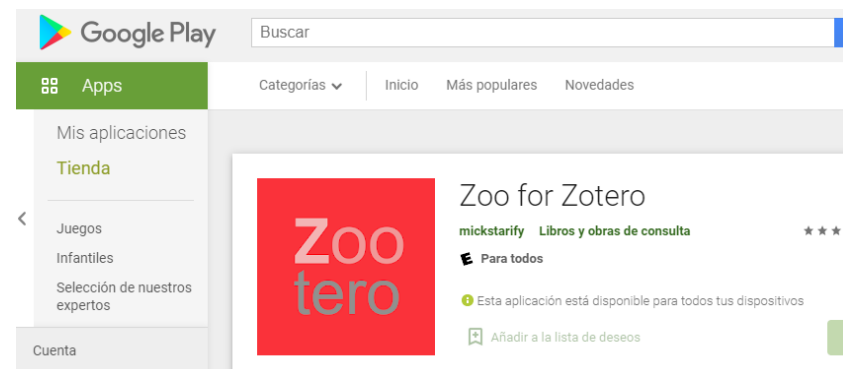 Google Play
Buscar
Apps
Categorías
Inicio
Más populares
Novedades
Mis aplicaciones
Tienda
Juegos
Infantiles
Selección de nuestros
expertos
Cuenta
Zoo
tero
Zoo for Zotero
mickstarify Libros y obras de consulta
E Para todos
Esta aplicación está disponible para todos tus dispositivos
Añadir a la lista de deseos